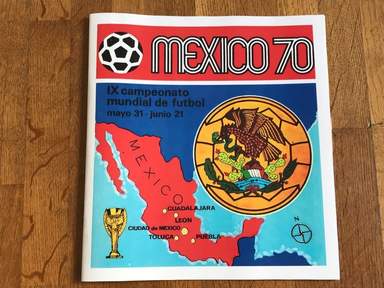 MEXICO 70
IX campeonato
mundial de futbol
mayo 31 - junio 21
MEXICO
GUADALAJARA
LEON
CIUDAD de MEXICO
TOLUCA
PUEBLA
N